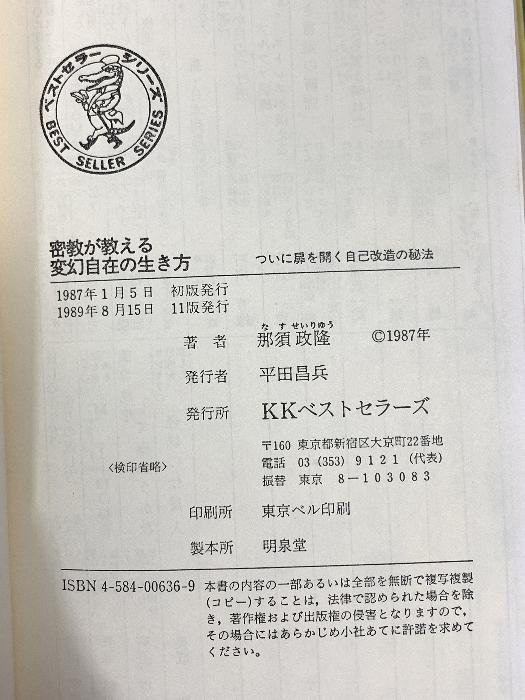 ベストセラーシリーズ
BEST SELLER SERIES
密教が教える
変幻自在の生き方
ついに扉を開く自己改造の秘法
1987年1月5日 初版発行
1989年8月15日 11版発行
なすせいりゆう
著者 那須政隆 ©1987年
発行者 平田昌兵
発行所 KKベストセラーズ
〒160 東京都新宿区大京町22番地
電話 03(353)9121(代表)
〈検印省略〉
振替 東京 8-103083
印刷所 東京ベル印刷
製本所 明泉堂
ISBN 4-584-00636-9
本書の内容の一部あるいは全部を無断で複写複製
(コピー)することは,法律で認められた場合を除
き,著作権および出版権の侵害となりますので,
その場合にはあらかじめ小社あてに許諾を求めて
ください。